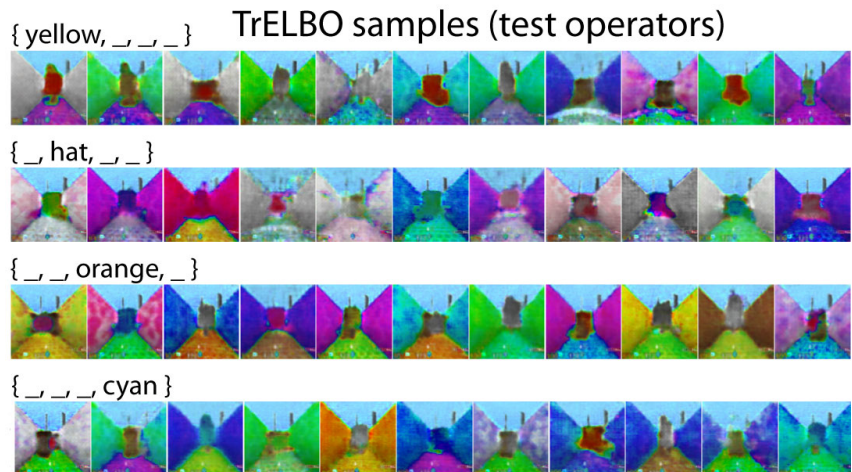 TrELBO samples (test operators)
{ yellow, _, _, _ }
{ _, hat, _, _ }
{ _, _, orange, _ }
{ _, _, _, cyan }